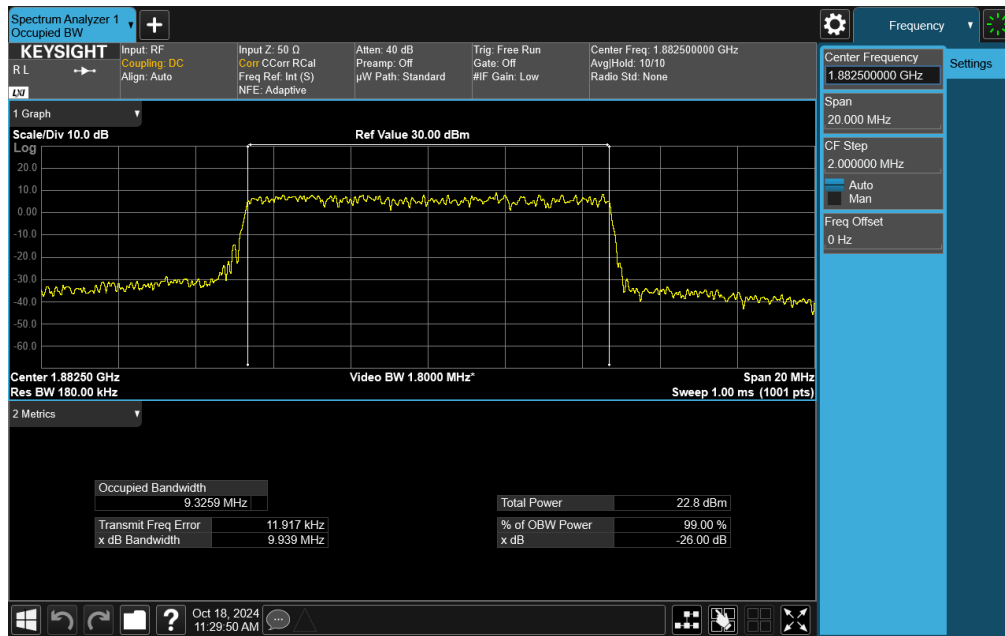 Spectrum Analyzer 1
Occupied BW
Frequency
KEYSIGHT
R L
LXI
Input: RF
Coupling: DC
Align: Auto
Input Z: 50 Ω
Corr CCorr RCal
Freq Ref: Int (S)
NFE: Adaptive
Atten: 40 dB
Preamp: Off
µW Path: Standard
Trig: Free Run
Gate: Off
#IF Gain: Low
Center Freq: 1.882500000 GHz
Avg|Hold: 10/10
Radio Std: None
Center Frequency
1.882500000 GHz
Settings
Span
20.000 MHz
CF Step
2.000000 MHz
Auto
Man
Freq Offset
0 Hz
1 Graph
Scale/Div 10.0 dB
Ref Value 30.00 dBm
Log
20.0
10.0
0.00
-10.0
-20.0
-30.0
-40.0
-50.0
-60.0
Center 1.88250 GHz
Video BW 1.8000 MHz*
Span 20 MHz
Res BW 180.00 kHz
Sweep 1.00 ms (1001 pts)
2 Metrics
Occupied Bandwidth
9.3259 MHz
Total Power 22.8 dBm
Transmit Freq Error 11.917 kHz
% of OBW Power 99.00 %
x dB Bandwidth 9.939 MHz
x dB -26.00 dB
Oct 18, 2024
11:29:50 AM